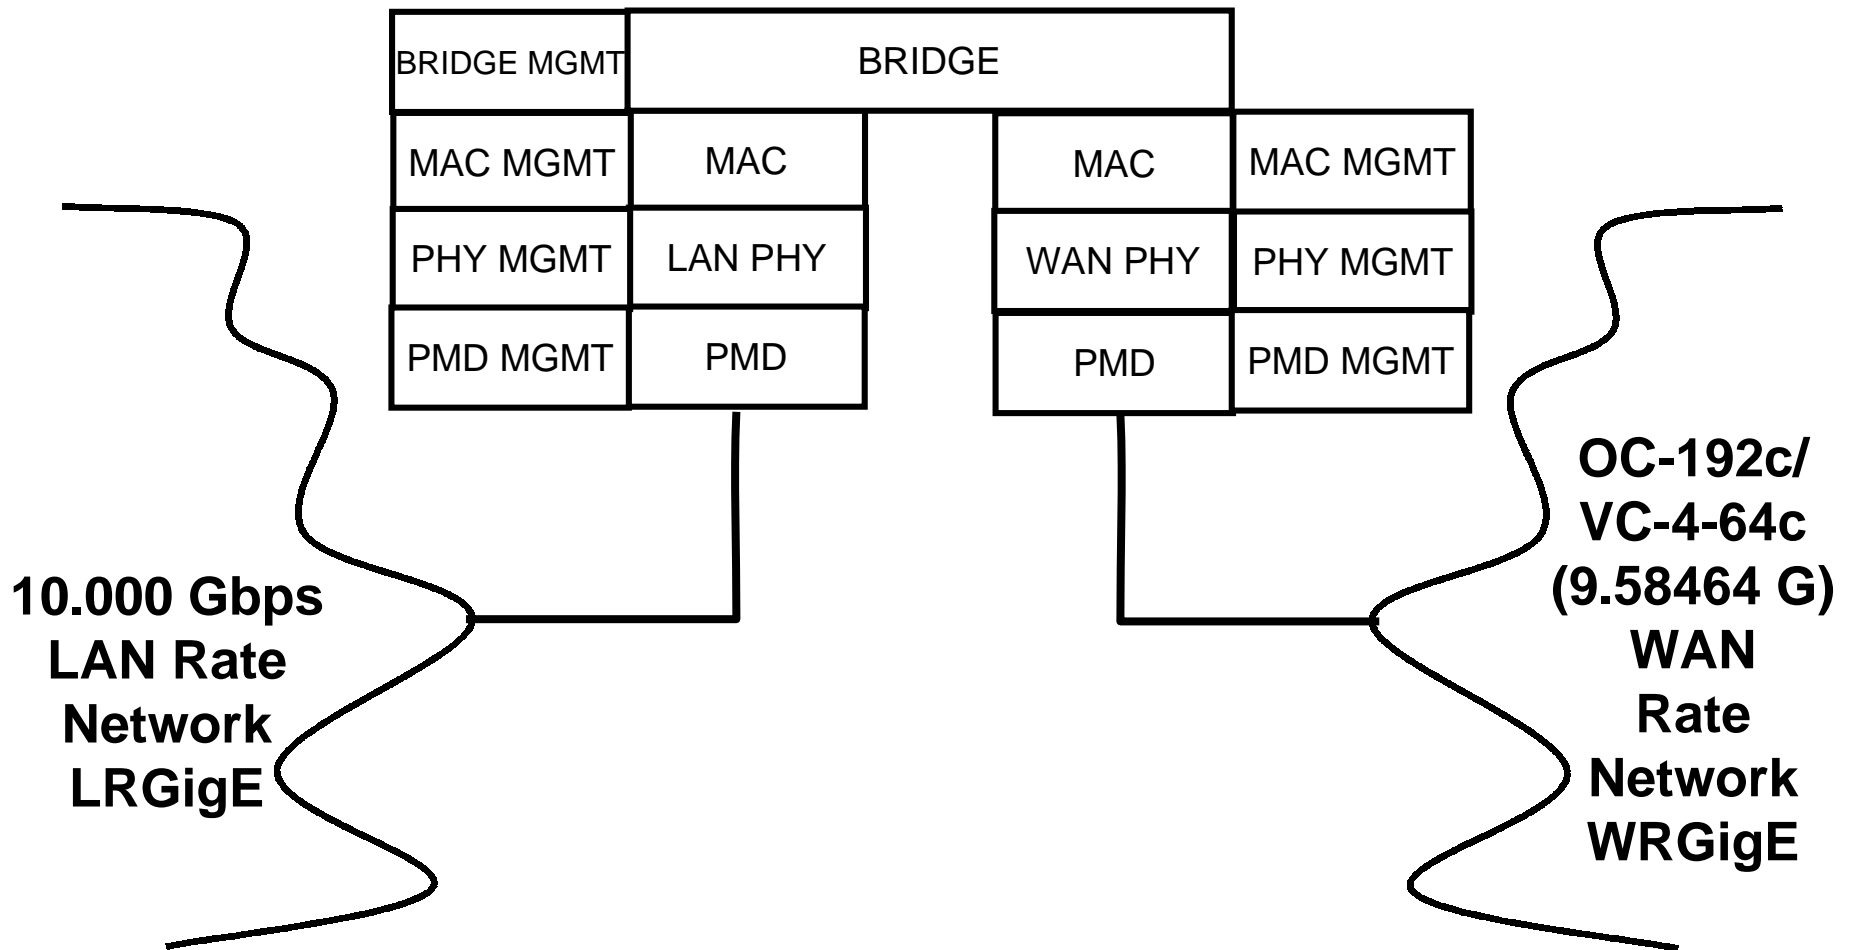 BRIDGE MGMT
BRIDGE
MAC MGMT
MAC
MAC
MAC MGMT
PHY MGMT
LAN PHY
WAN PHY
PHY MGMT
PMD MGMT
PMD
PMD
PMD MGMT
10.000 Gbps
LAN Rate
Network
LRGigE
OC-192c/
VC-4-64c
(9.58464 G)
WAN
Rate
Network
WRGigE